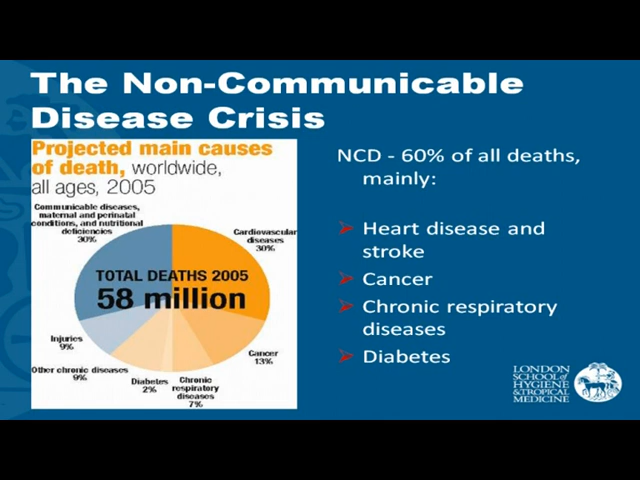 The Non-Communicable
Disease Crisis
Projected main causes
of death, worldwide,
all ages, 2005
Communicable diseases,
maternal and perinatal
conditions, and nutritional
deficiencies
30%
Cardiovascular
diseases
30%
TOTAL DEATHS 2005
58 million
Injuries
9%
Other chronic diseases
9%
Diabetes
2%
Chronic
respiratory
diseases
7%
Cancer
13%
NCD - 60% of all deaths,
mainly:
Heart disease and
stroke
Cancer
Chronic respiratory
diseases
Diabetes
LONDON
SCHOOL of
HYGIENE
& TROPICAL
MEDICINE